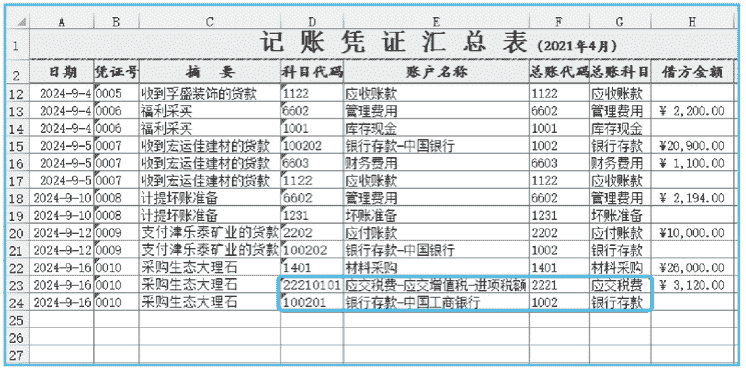 A B C D E F G H
1 记账凭证汇总表(2021年4月)
2 日期 凭证号 摘 要 科目代码 账户名称 总账代码 总账科目 借方金额
12 2024-9-4 0005 收到孚盛装饰的货款 1122 应收账款 1122 应收账款
13 2024-9-4 0006 福利采买 6602 管理费用 6602 管理费用 ¥ 2,200.00
14 2024-9-4 0006 福利采买 1001 库存现金 1001 库存现金
15 2024-9-5 0007 收到宏运佳建材的货款 100202 银行存款-中国银行 1002 银行存款 ¥20,900.00
16 2024-9-5 0007 收到宏运佳建材的货款 6603 财务费用 6603 财务费用 ¥ 1,100.00
17 2024-9-5 0007 收到宏运佳建材的货款 1122 应收账款 1122 应收账款
18 2024-9-10 0008 计提坏账准备 6602 管理费用 6602 管理费用 ¥ 2,194.00
19 2024-9-10 0008 计提坏账准备 1231 坏账准备 1231 坏账准备
20 2024-9-12 0009 支付津乐泰矿业的货款 2202 应付账款 2202 应付账款 ¥10,000.00
21 2024-9-12 0009 支付津乐泰矿业的货款 100202 银行存款-中国银行 1002 银行存款
22 2024-9-16 0010 采购生态大理石 1401 材料采购 1401 材料采购 ¥26,000.00
23 2024-9-16 0010 采购生态大理石 22210101 应交税费-应交增值税-进项税额 2221 应交税费 ¥ 3,120.00
24 2024-9-16 0010 采购生态大理石 100201 银行存款-中国工商银行 1002 银行存款
25
26
27